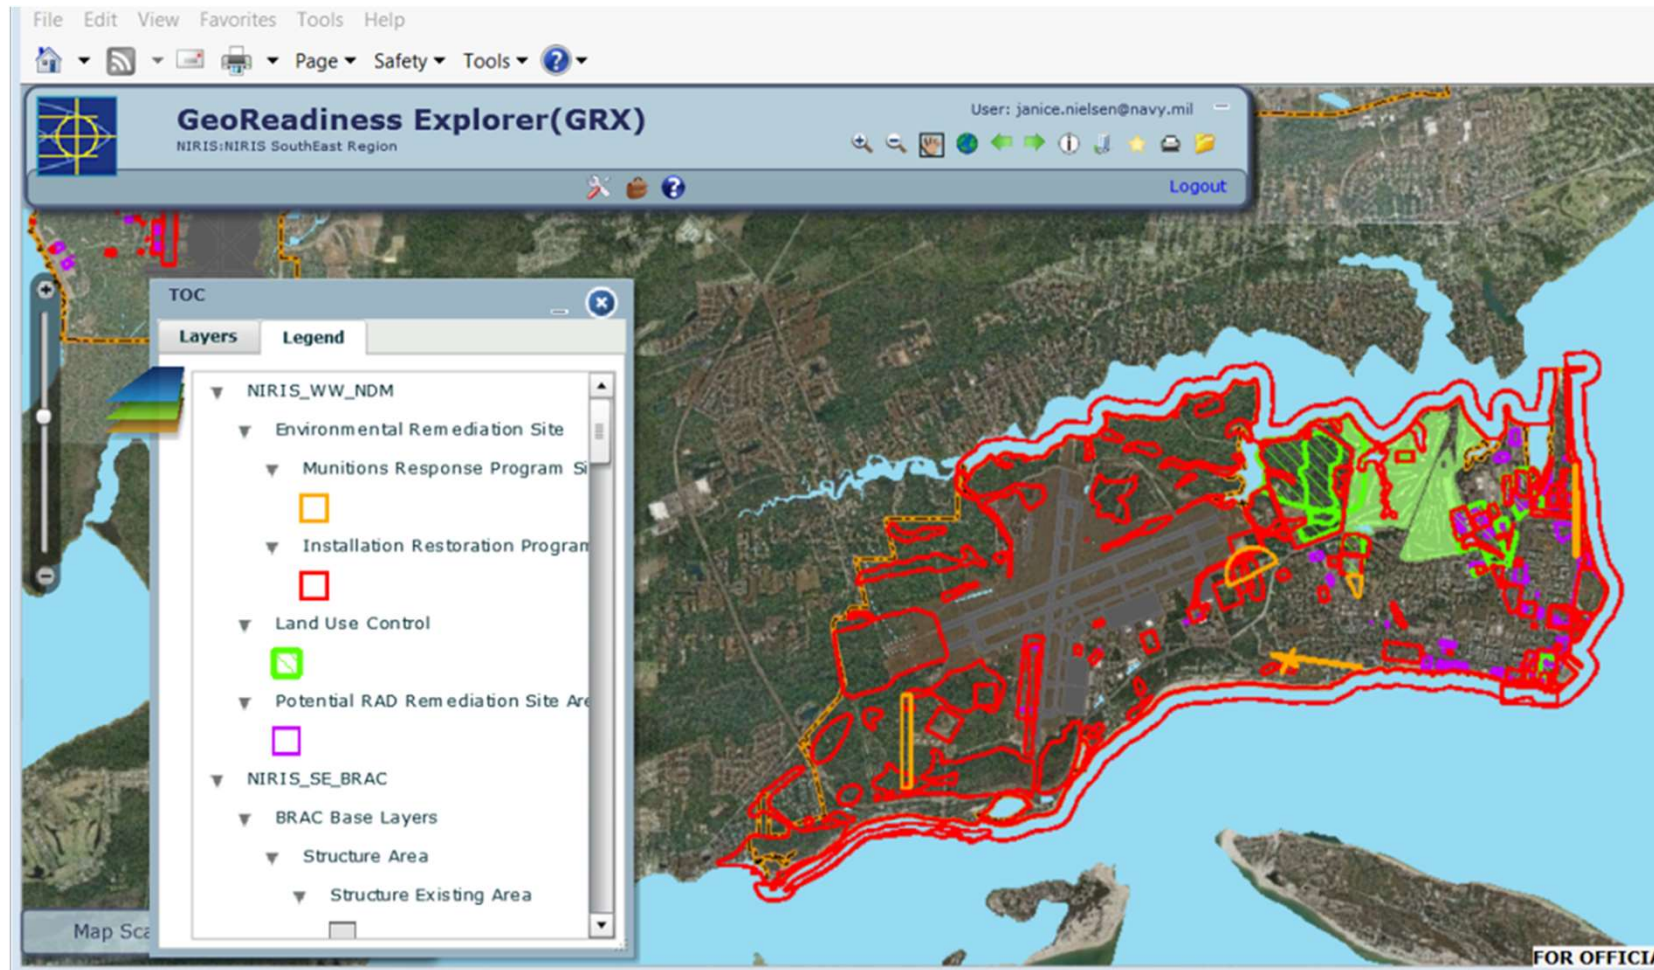 File Edit View Favorites Tools Help
Page Safety Tools
GeoReadiness Explorer(GRX)
User: janice.nielsen@navy.mil
NIRIS:NIRIS SouthEast Region
Logout
TOC
Layers Legend
NIRIS_WW_NDM
Environmental Remediation Site
Munitions Response Program Si
Installation Restoration Program
Land Use Control
Potential RAD Remediation Site Are
NIRIS_SE_BRAC
BRAC Base Layers
Structure Area
Structure Existing Area
Map Sca
FOR OFFICIA